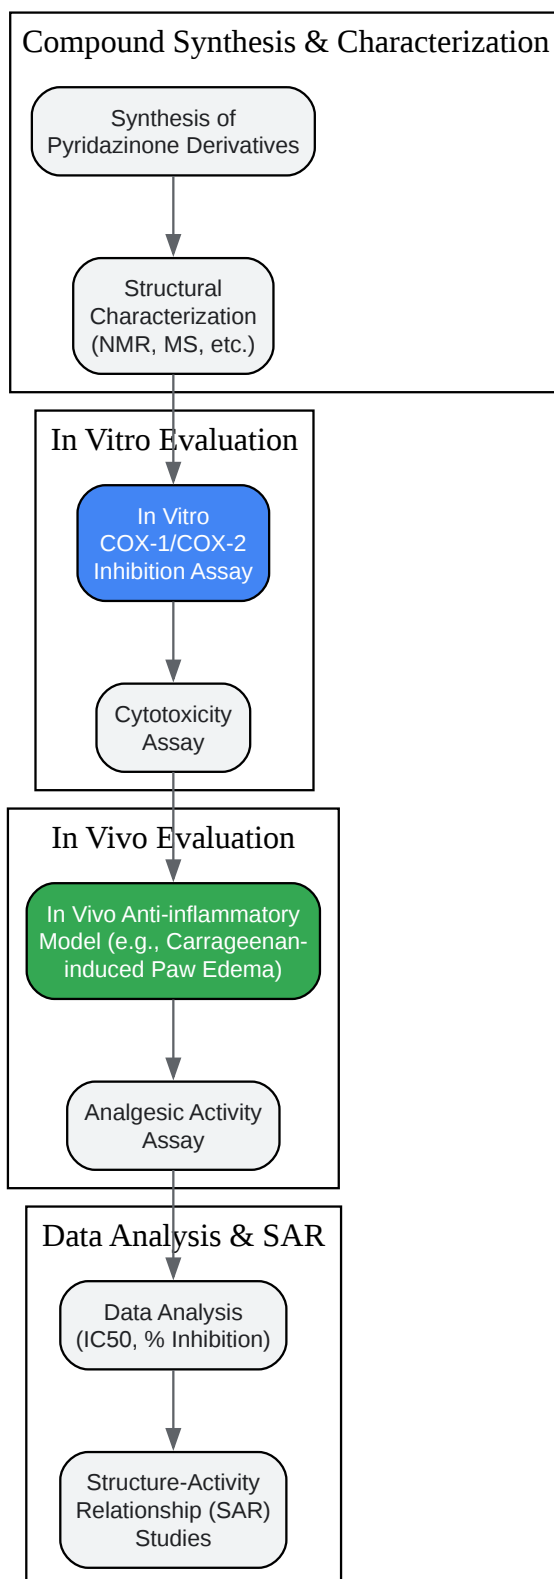 Compound Synthesis & Characterization
Synthesis of
Pyridazinone Derivatives
Structural
Characterization
(NMR, MS, etc.)
In Vitro Evaluation
In Vitro
COX-1/COX-2
Inhibition Assay
Cytotoxicity
Assay
In Vivo Evaluation
In Vivo Anti-inflammatory
Model (e.g., Carrageenan-
induced Paw Edema)
Analgesic Activity
Assay
Data Analysis & SAR
Data Analysis
(IC50, % Inhibition)
Structure-Activity
Relationship (SAR)
Studies